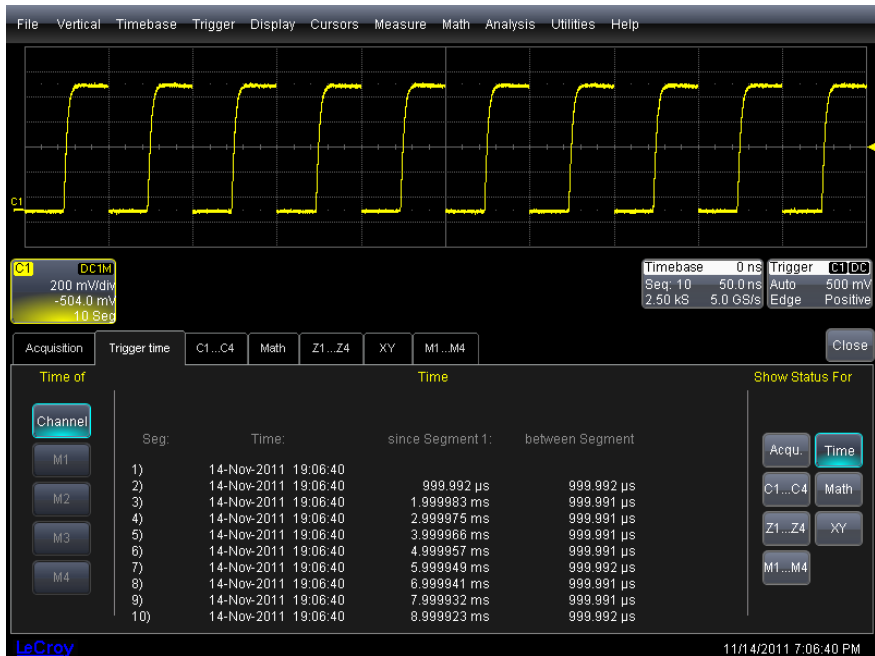 File Vertical Timebase Trigger Display Cursors Measure Math Analysis Utilities Help
C1
C1 DC1M
200 mV/div
-504.0 mV
10 Seg
Timebase 0 ns
Seq: 10 50.0 ns
2.50 kS 5.0 GS/s
Trigger C1 DC
Auto 500 mV
Edge Positive
Acquisition Trigger time C1...C4 Math Z1...Z4 XY M1...M4 Close
Time of Time Show Status For
Channel
M1
M2
M3
M4
Seg: Time: since Segment 1: between Segment
1) 14-Nov-2011 19:06:40
2) 14-Nov-2011 19:06:40 999.992 µs 999.992 µs
3) 14-Nov-2011 19:06:40 1.999983 ms 999.991 µs
4) 14-Nov-2011 19:06:40 2.999975 ms 999.991 µs
5) 14-Nov-2011 19:06:40 3.999966 ms 999.991 µs
6) 14-Nov-2011 19:06:40 4.999957 ms 999.991 µs
7) 14-Nov-2011 19:06:40 5.999949 ms 999.992 µs
8) 14-Nov-2011 19:06:40 6.999941 ms 999.991 µs
9) 14-Nov-2011 19:06:40 7.999932 ms 999.991 µs
10) 14-Nov-2011 19:06:40 8.999923 ms 999.992 µs
Acqu. Time
C1...C4 Math
Z1...Z4 XY
M1...M4
LeCroy 11/14/2011 7:06:40 PM